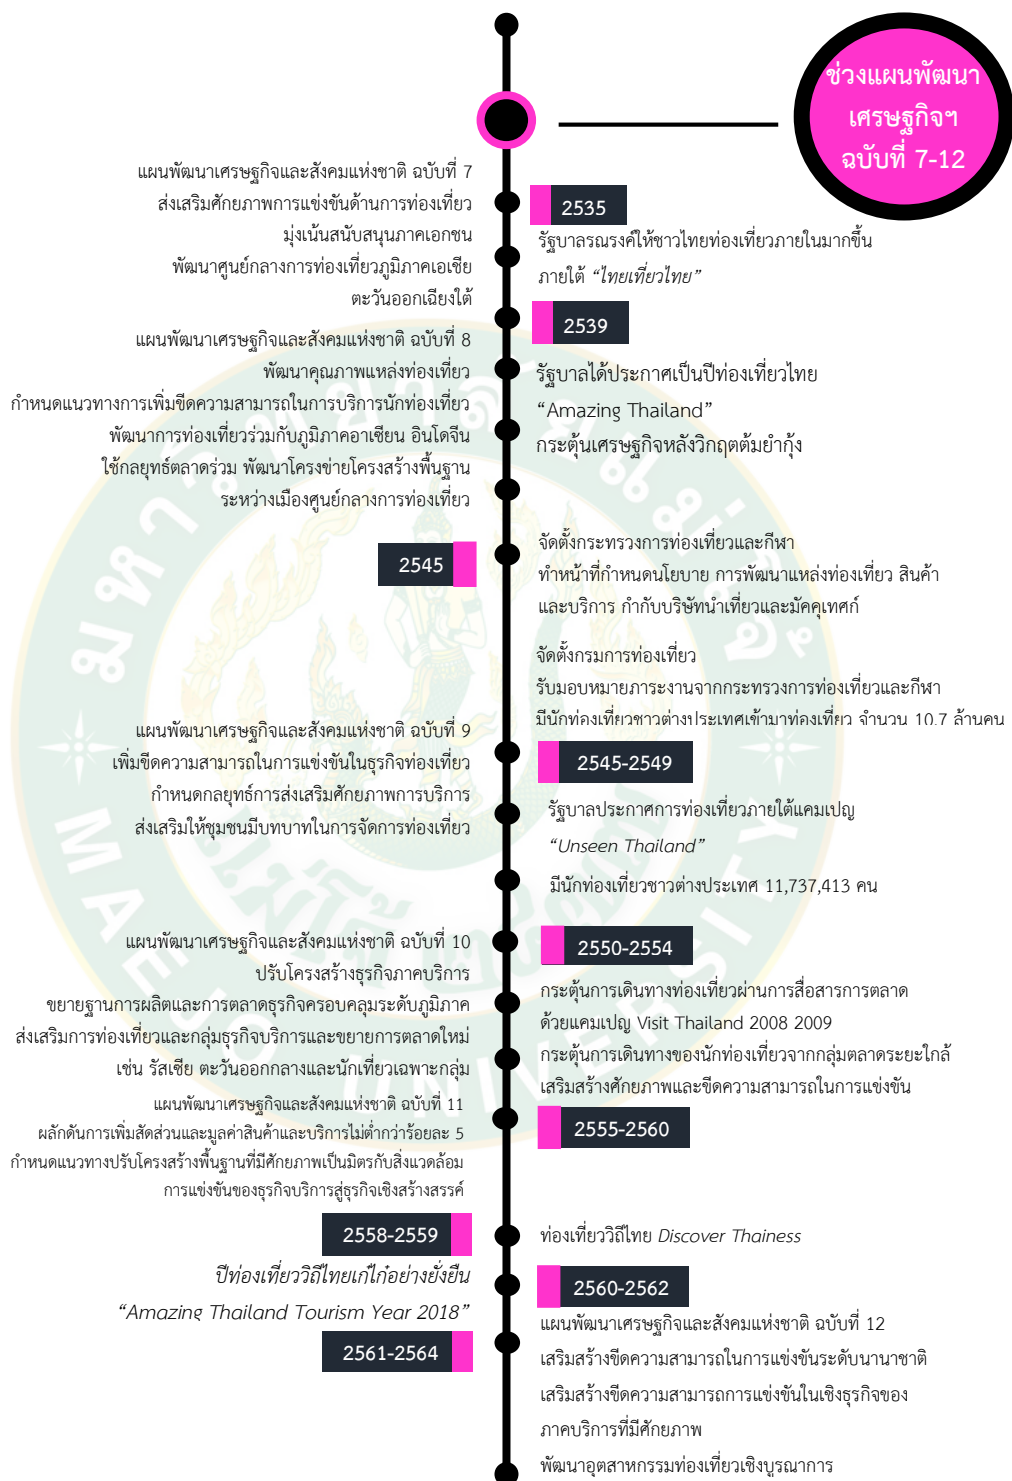 ช่วงแผนพัฒนา
เศรษฐกิจฯ
ฉบับที่ 7-12
แผนพัฒนาเศรษฐกิจและสังคมแห่งชาติ ฉบับที่ 7
ส่งเสริมศักยภาพการแข่งขันด้านการท่องเที่ยว
มุ่งเน้นสนับสนุนภาคเอกชน
พัฒนาศูนย์กลางการท่องเที่ยวภูมิภาคเอเชีย
ตะวันออกเฉียงใต้
2535
รัฐบาลรณรงค์ให้ชาวไทยท่องเที่ยวภายในมากขึ้น
ภายใต้ “ไทยเที่ยวไทย”
2539
แผนพัฒนาเศรษฐกิจและสังคมแห่งชาติ ฉบับที่ 8
พัฒนาคุณภาพแหล่งท่องเที่ยว
กำหนดแนวทางการเพิ่มขีดความสามารถในการบริการนักท่องเที่ยว
พัฒนาการท่องเที่ยวร่วมกับภูมิภาคอาเซียน อินโดจีน
ใช้กลยุทธ์ตลาดร่วม พัฒนาโครงข่ายโครงสร้างพื้นฐาน
ระหว่างเมืองศูนย์กลางการท่องเที่ยว
รัฐบาลได้ประกาศเป็นปีท่องเที่ยวไทย
“Amazing Thailand”
กระตุ้นเศรษฐกิจหลังวิกฤตต้มยำกุ้ง
2545
จัดตั้งกระทรวงการท่องเที่ยวและกีฬา
ทำหน้าที่กำหนดนโยบาย การพัฒนาแหล่งท่องเที่ยว สินค้า
และบริการ กำกับบริษัทนำเที่ยวและมัคคุเทศก์
จัดตั้งกรมการท่องเที่ยว
รับมอบหมายภาระงานจากกระทรวงการท่องเที่ยวและกีฬา
มีนักท่องเที่ยวชาวต่างประเทศเข้ามาท่องเที่ยว จำนวน 10.7 ล้านคน
แผนพัฒนาเศรษฐกิจและสังคมแห่งชาติ ฉบับที่ 9
เพิ่มขีดความสามารถในการแข่งขันในธุรกิจท่องเที่ยว
กำหนดกลยุทธ์การส่งเสริมศักยภาพการบริการ
ส่งเสริมให้ชุมชนมีบทบาทในการจัดการท่องเที่ยว
2545-2549
รัฐบาลประกาศการท่องเที่ยวภายใต้แคมเปญ
“Unseen Thailand”
มีนักท่องเที่ยวชาวต่างประเทศ 11,737,413 คน
แผนพัฒนาเศรษฐกิจและสังคมแห่งชาติ ฉบับที่ 10
ปรับโครงสร้างธุรกิจภาคบริการ
ขยายฐานการผลิตและการตลาดธุรกิจครอบคลุมระดับภูมิภาค
ส่งเสริมการท่องเที่ยวและกลุ่มธุรกิจบริการและขยายการตลาดใหม่
เช่น รัสเซีย ตะวันออกกลางและนักเที่ยวเฉพาะกลุ่ม
2550-2554
กระตุ้นการเดินทางท่องเที่ยวผ่านการสื่อสารการตลาด
ด้วยแคมเปญ Visit Thailand 2008 2009
กระตุ้นการเดินทางของนักท่องเที่ยวจากกลุ่มตลาดระยะใกล้
เสริมสร้างศักยภาพและขีดความสามารถในการแข่งขัน
แผนพัฒนาเศรษฐกิจและสังคมแห่งชาติ ฉบับที่ 11
ผลักดันการเพิ่มสัดส่วนและมูลค่าสินค้าและบริการไม่ต่ำกว่าร้อยละ 5
กำหนดแนวทางปรับโครงสร้างพื้นฐานที่มีศักยภาพเป็นมิตรกับสิ่งแวดล้อม
การแข่งขันของธุรกิจบริการสู่ธุรกิจเชิงสร้างสรรค์
2555-2560
2558-2559
ท่องเที่ยววิถีไทย Discover Thainess
ปีท่องเที่ยววิถีไทยเก๋ไก๋อย่างยั่งยืน
“Amazing Thailand Tourism Year 2018”
2560-2562
2561-2564
แผนพัฒนาเศรษฐกิจและสังคมแห่งชาติ ฉบับที่ 12
เสริมสร้างขีดความสามารถในการแข่งขันระดับนานาชาติ
เสริมสร้างขีดความสามารถการแข่งขันในเชิงธุรกิจของ
ภาคบริการที่มีศักยภาพ
พัฒนาอุตสาหกรรมท่องเที่ยวเชิงบูรณาการ
มหาวิทยาลัยแม่โจ้
MAEJO UNIVERSITY